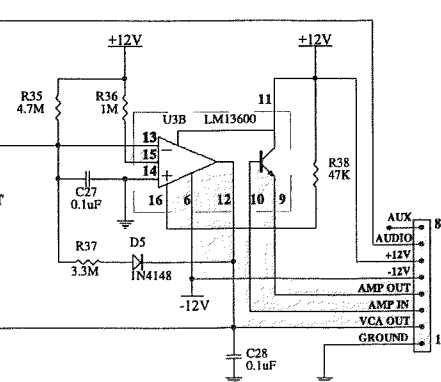 +12V
+12V
R35
4.7M
R36
1M
U3B
LM13600
11
13
15
14
16
6
12
10
9
R38
47K
C27
0.1uF
R37
3.3M
D5
1N4148
-12V
C28
0.1uF
AUX
AUDIO
+12V
-12V
AMP OUT
AMP IN
VCA OUT
GROUND
8
1